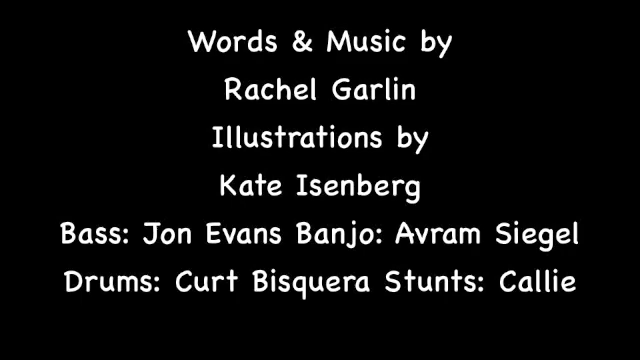 Words & Music by
Rachel Garlin
Illustrations by
Kate Isenberg
Bass: Jon Evans Banjo: Avram Siegel
Drums: Curt Bisquera Stunts: Callie